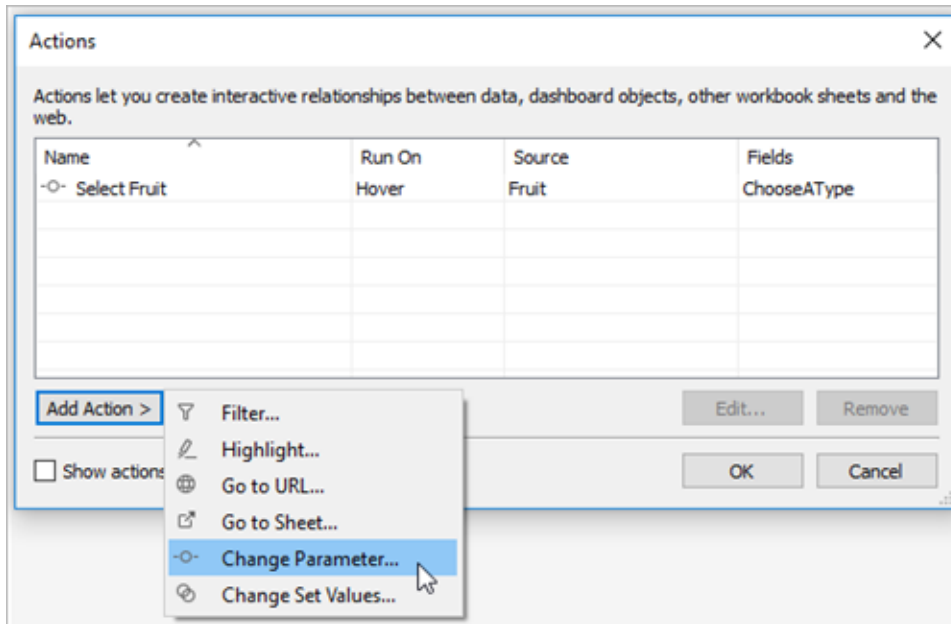 Actions
Actions let you create interactive relationships between data, dashboard objects, other workbook sheets and the
web.
Name Run On Source Fields
Select Fruit Hover Fruit ChooseAType
Add Action > Edit... Remove
Filter...
Highlight...
Show actions OK Cancel
Go to URL...
Go to Sheet...
Change Parameter...
Change Set Values...